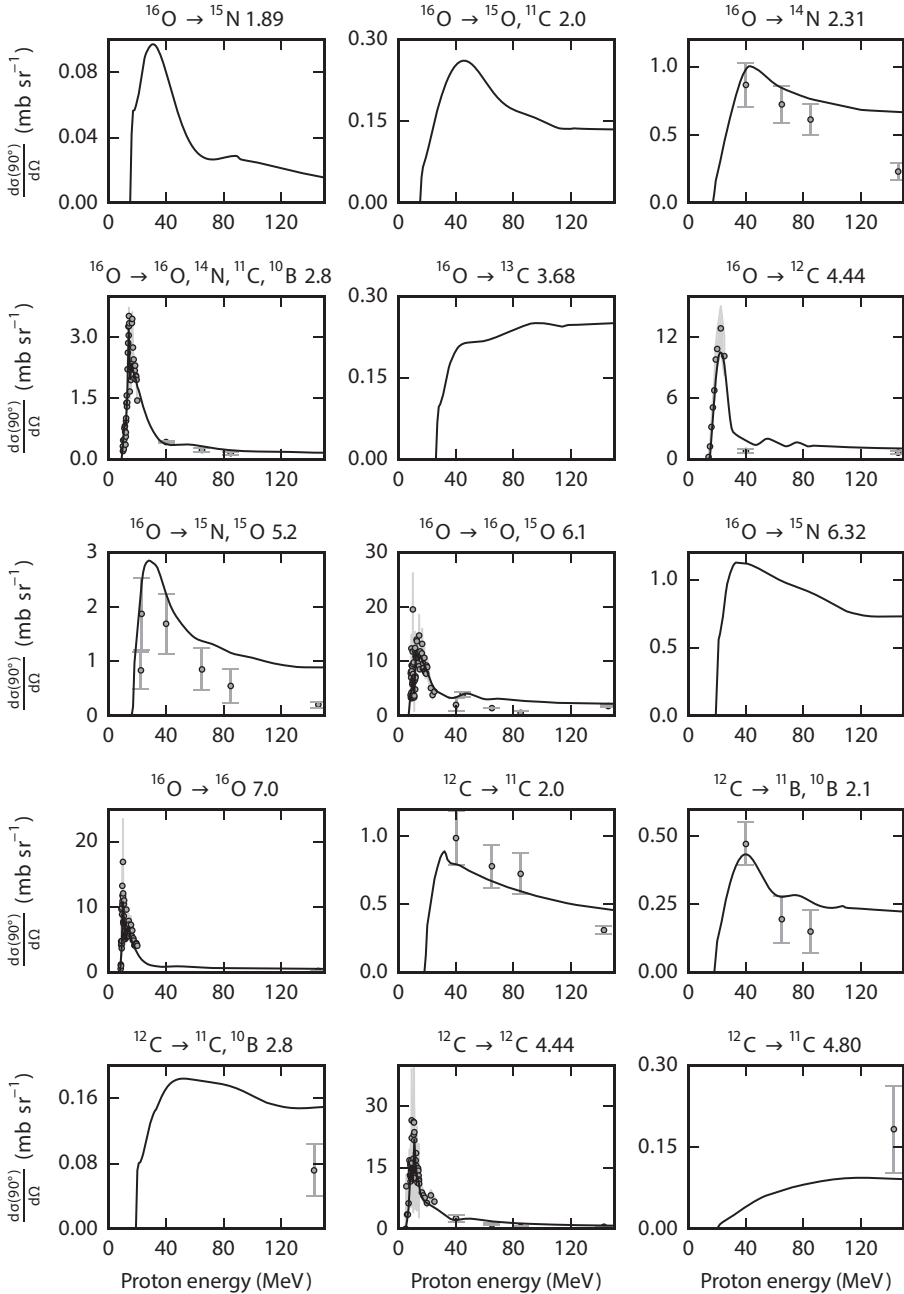 ¹⁶O → ¹⁵N 1.89
¹⁶O → ¹⁵O, ¹¹C 2.0
¹⁶O → ¹⁴N 2.31
dσ(90°)/dΩ (mb sr⁻¹)
0.08
0.04
0.00
0 40 80 120
0.30
0.15
0.00
0 40 80 120
1.0
0.5
0.0
0 40 80 120
¹⁶O → ¹⁶O, ¹⁴N, ¹¹C, ¹⁰B 2.8
¹⁶O → ¹³C 3.68
¹⁶O → ¹²C 4.44
dσ(90°)/dΩ (mb sr⁻¹)
3.0
1.5
0.0
0 40 80 120
0.30
0.15
0.00
0 40 80 120
12
6
0
0 40 80 120
¹⁶O → ¹⁵N, ¹⁵O 5.2
¹⁶O → ¹⁶O, ¹⁵O 6.1
¹⁶O → ¹⁵N 6.32
dσ(90°)/dΩ (mb sr⁻¹)
3
2
1
0
0 40 80 120
30
20
10
0
0 40 80 120
1.0
0.5
0.0
0 40 80 120
¹⁶O → ¹⁶O 7.0
¹²C → ¹¹C 2.0
¹²C → ¹¹B, ¹⁰B 2.1
dσ(90°)/dΩ (mb sr⁻¹)
20
10
0
0 40 80 120
1.0
0.5
0.0
0 40 80 120
0.50
0.25
0.00
0 40 80 120
¹²C → ¹¹C, ¹⁰B 2.8
¹²C → ¹²C 4.44
¹²C → ¹¹C 4.80
dσ(90°)/dΩ (mb sr⁻¹)
0.16
0.08
0.00
0 40 80 120
Proton energy (MeV)
30
15
0
0 40 80 120
Proton energy (MeV)
0.30
0.15
0.00
0 40 80 120
Proton energy (MeV)